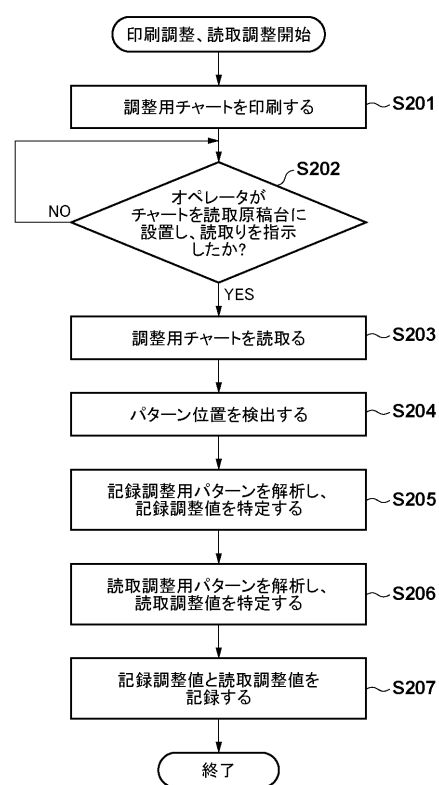 印刷調整、読取調整開始
調整用チャートを印刷する
S201
S202
オペレータが
チャートを読取原稿台に
設置し、読取りを指示
したか?
NO
YES
調整用チャートを読取る
S203
パターン位置を検出する
S204
記録調整用パターンを解析し、
記録調整値を特定する
S205
読取調整用パターンを解析し、
読取調整値を特定する
S206
記録調整値と読取調整値を
記録する
S207
終了